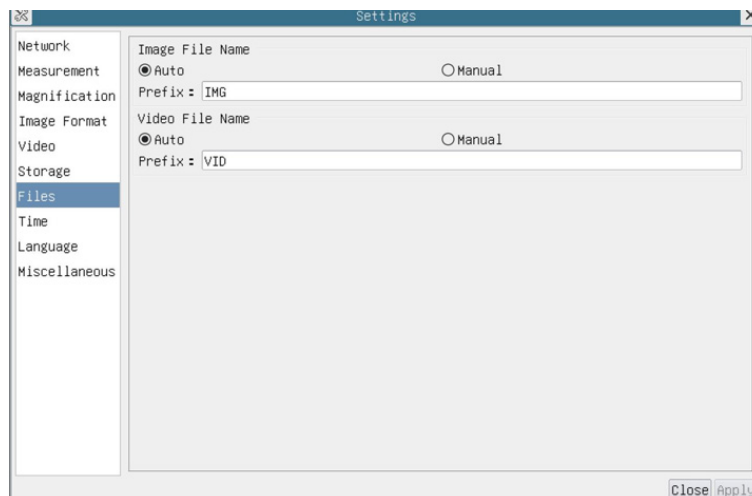 Settings
Network
Measurement
Magnification
Image Format
Video
Storage
Files
Time
Language
Miscellaneous
Image File Name
Auto Manual
Prefix: IMG
Video File Name
Auto Manual
Prefix: VID
Close Apply